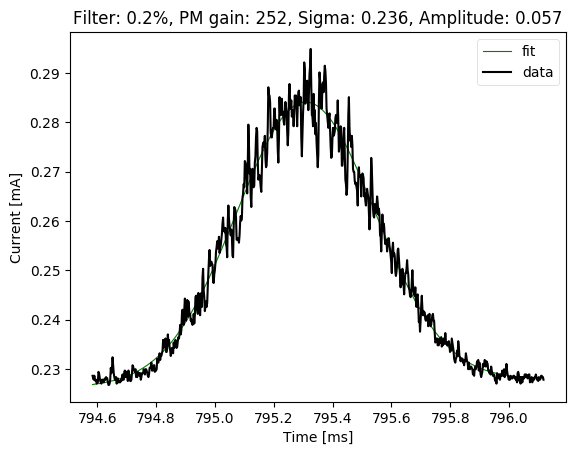 Filter: 0.2%, PM gain: 252, Sigma: 0.236, Amplitude: 0.057
fit
data
Current [mA]
0.29
0.28
0.27
0.26
0.25
0.24
0.23
794.6 794.8 795.0 795.2 795.4 795.6 795.8 796.0
Time [ms]